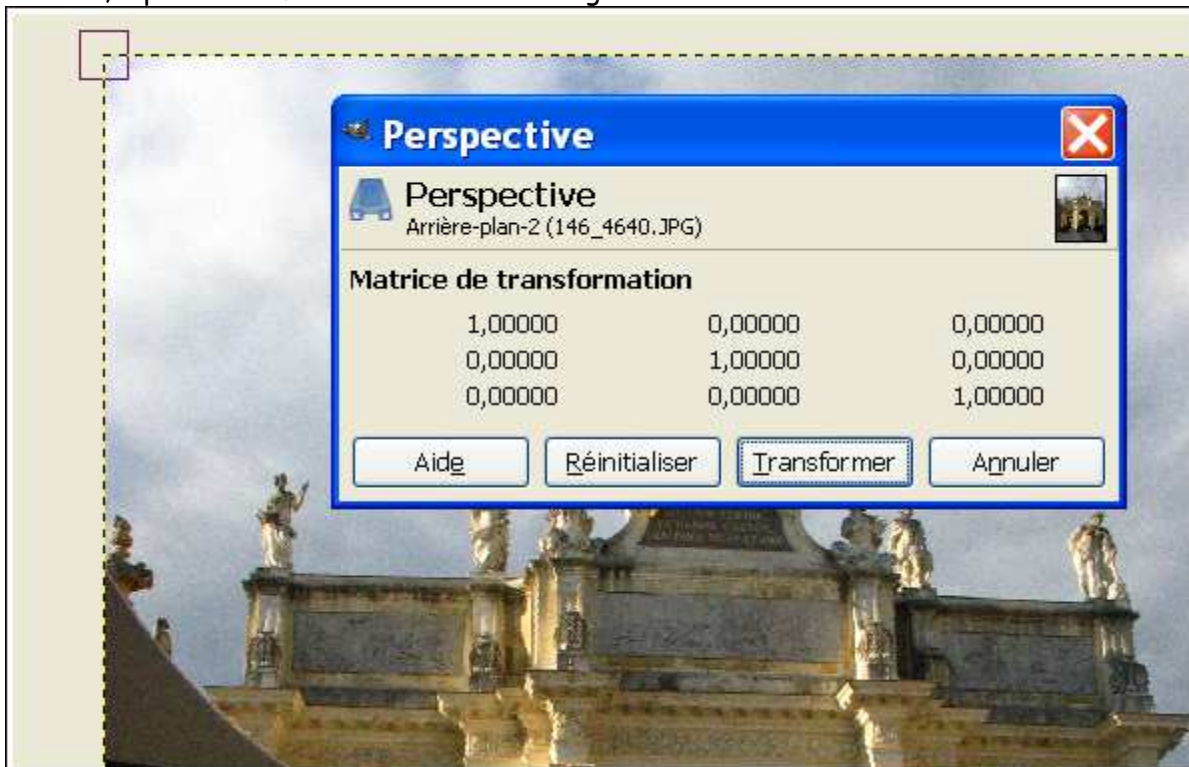 Perspective
Perspective
Arrière-plan-2 (146_4640.JPG)
Matrice de transformation
1,00000 0,00000 0,00000
0,00000 1,00000 0,00000
0,00000 0,00000 1,00000
Aide Réinitialiser Transformer Annuler